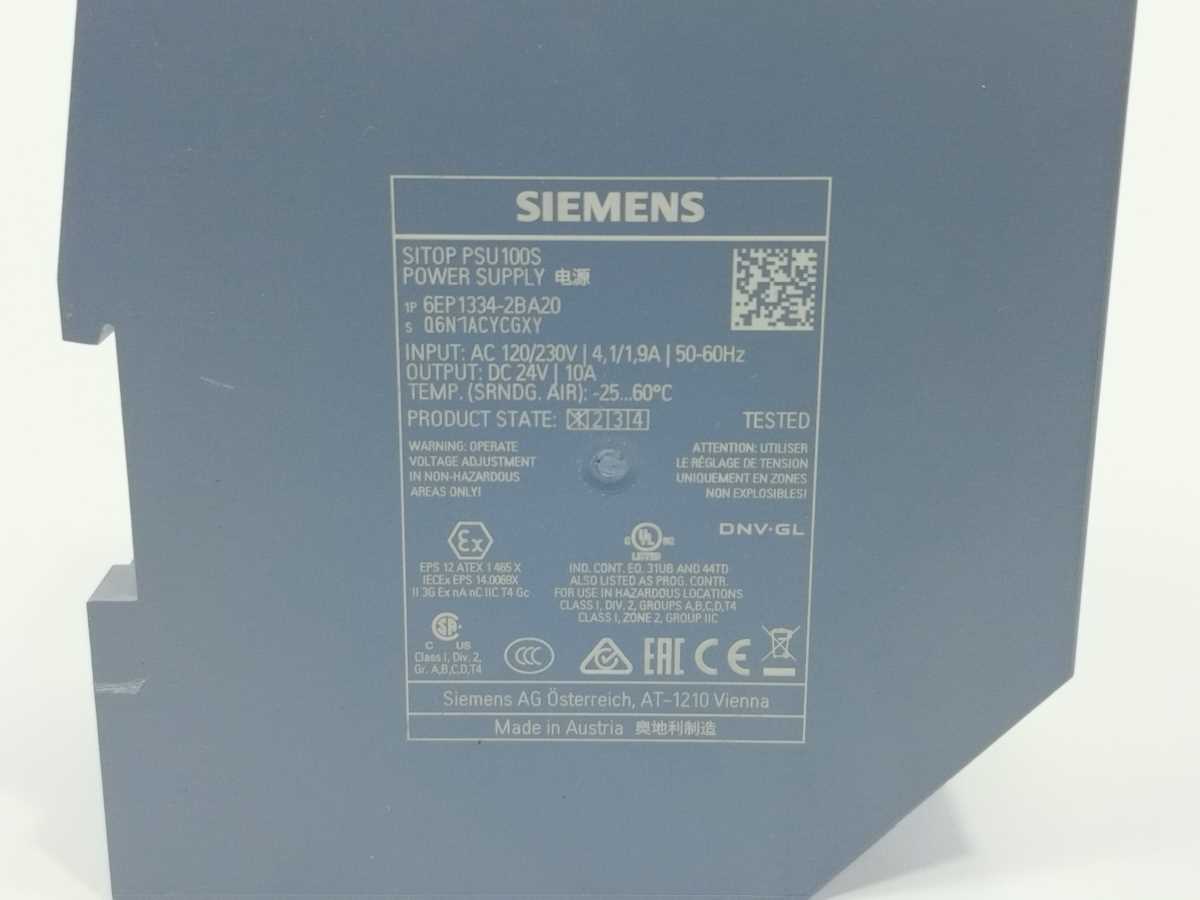 SIEMENS
SITOP PSU100S
POWER SUPPLY 电源
1P 6EP1334-2BA20
S Q6N1ACYCGXY
INPUT: AC 120/230V | 4,1/1,9A | 50-60Hz
OUTPUT: DC 24V | 10A
TEMP. (SRNDG. AIR): -25...60°C
PRODUCT STATE: X 2 3 4 TESTED
WARNING: OPERATE
VOLTAGE ADJUSTMENT
IN NON-HAZARDOUS
AREAS ONLY!
ATTENTION: UTILISER
LE RÉGLAGE DE TENSION
UNIQUEMENT EN ZONES
NON EXPLOSIBLES!
Ex
EPS 12 ATEX 1 465 X
IECEx EPS 14.0069X
II 3G Ex nA nC IIC T4 Gc
C UL US
LISTED
DNV·GL
IND. CONT. EQ. 31UB AND 44TD
ALSO LISTED AS PROG. CONTR.
FOR USE IN HAZARDOUS LOCATIONS
CLASS I, DIV. 2, GROUPS A,B,C,D,T4
CLASS I, ZONE 2, GROUP IIC
C US
Class I, Div. 2,
Gr. A,B,C,D,T4
CCC
EAC CE
Siemens AG Österreich, AT-1210 Vienna
Made in Austria 奥地利制造